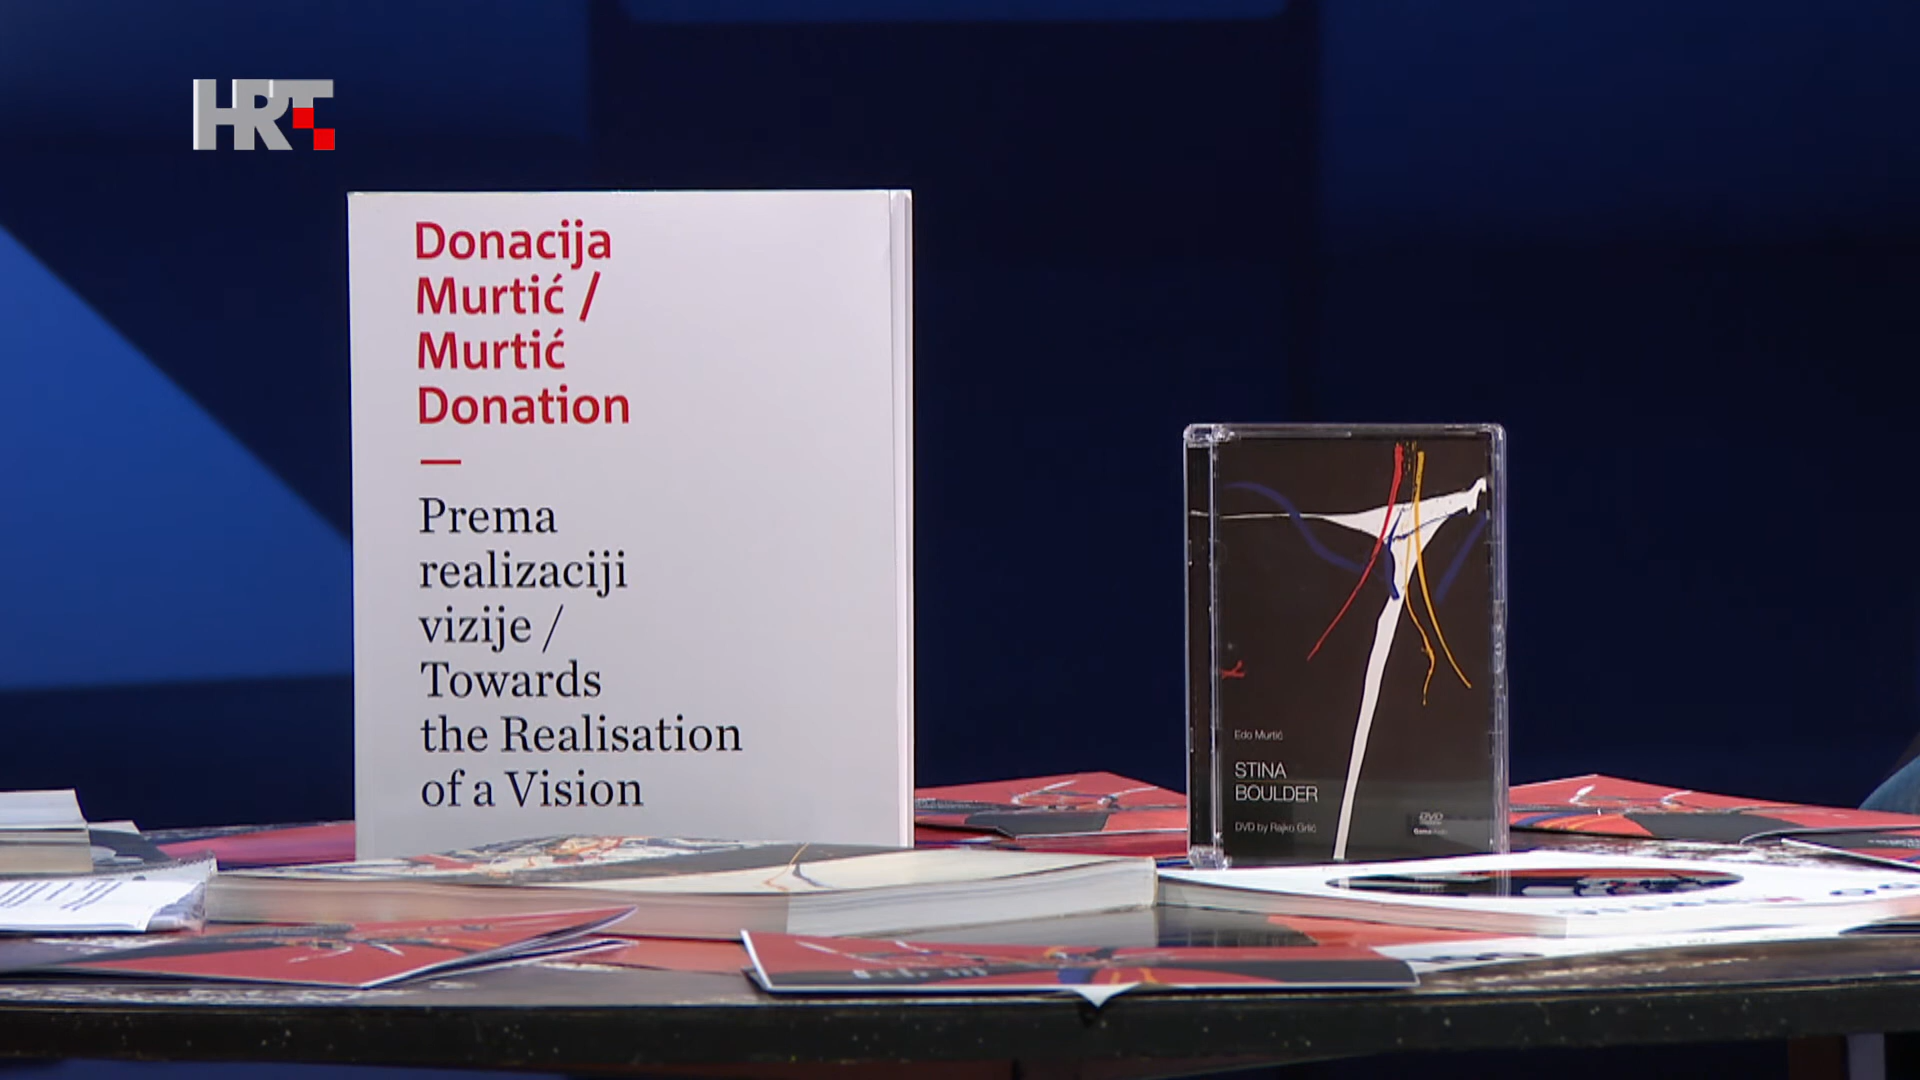 HRT
Donacija
Murtić /
Murtić
Donation
Prema
realizaciji
vizije /
Towards
the Realisation
of a Vision
Edo Murtić
STINA
BOULDER
DVD by Rajko Grlić
DVD